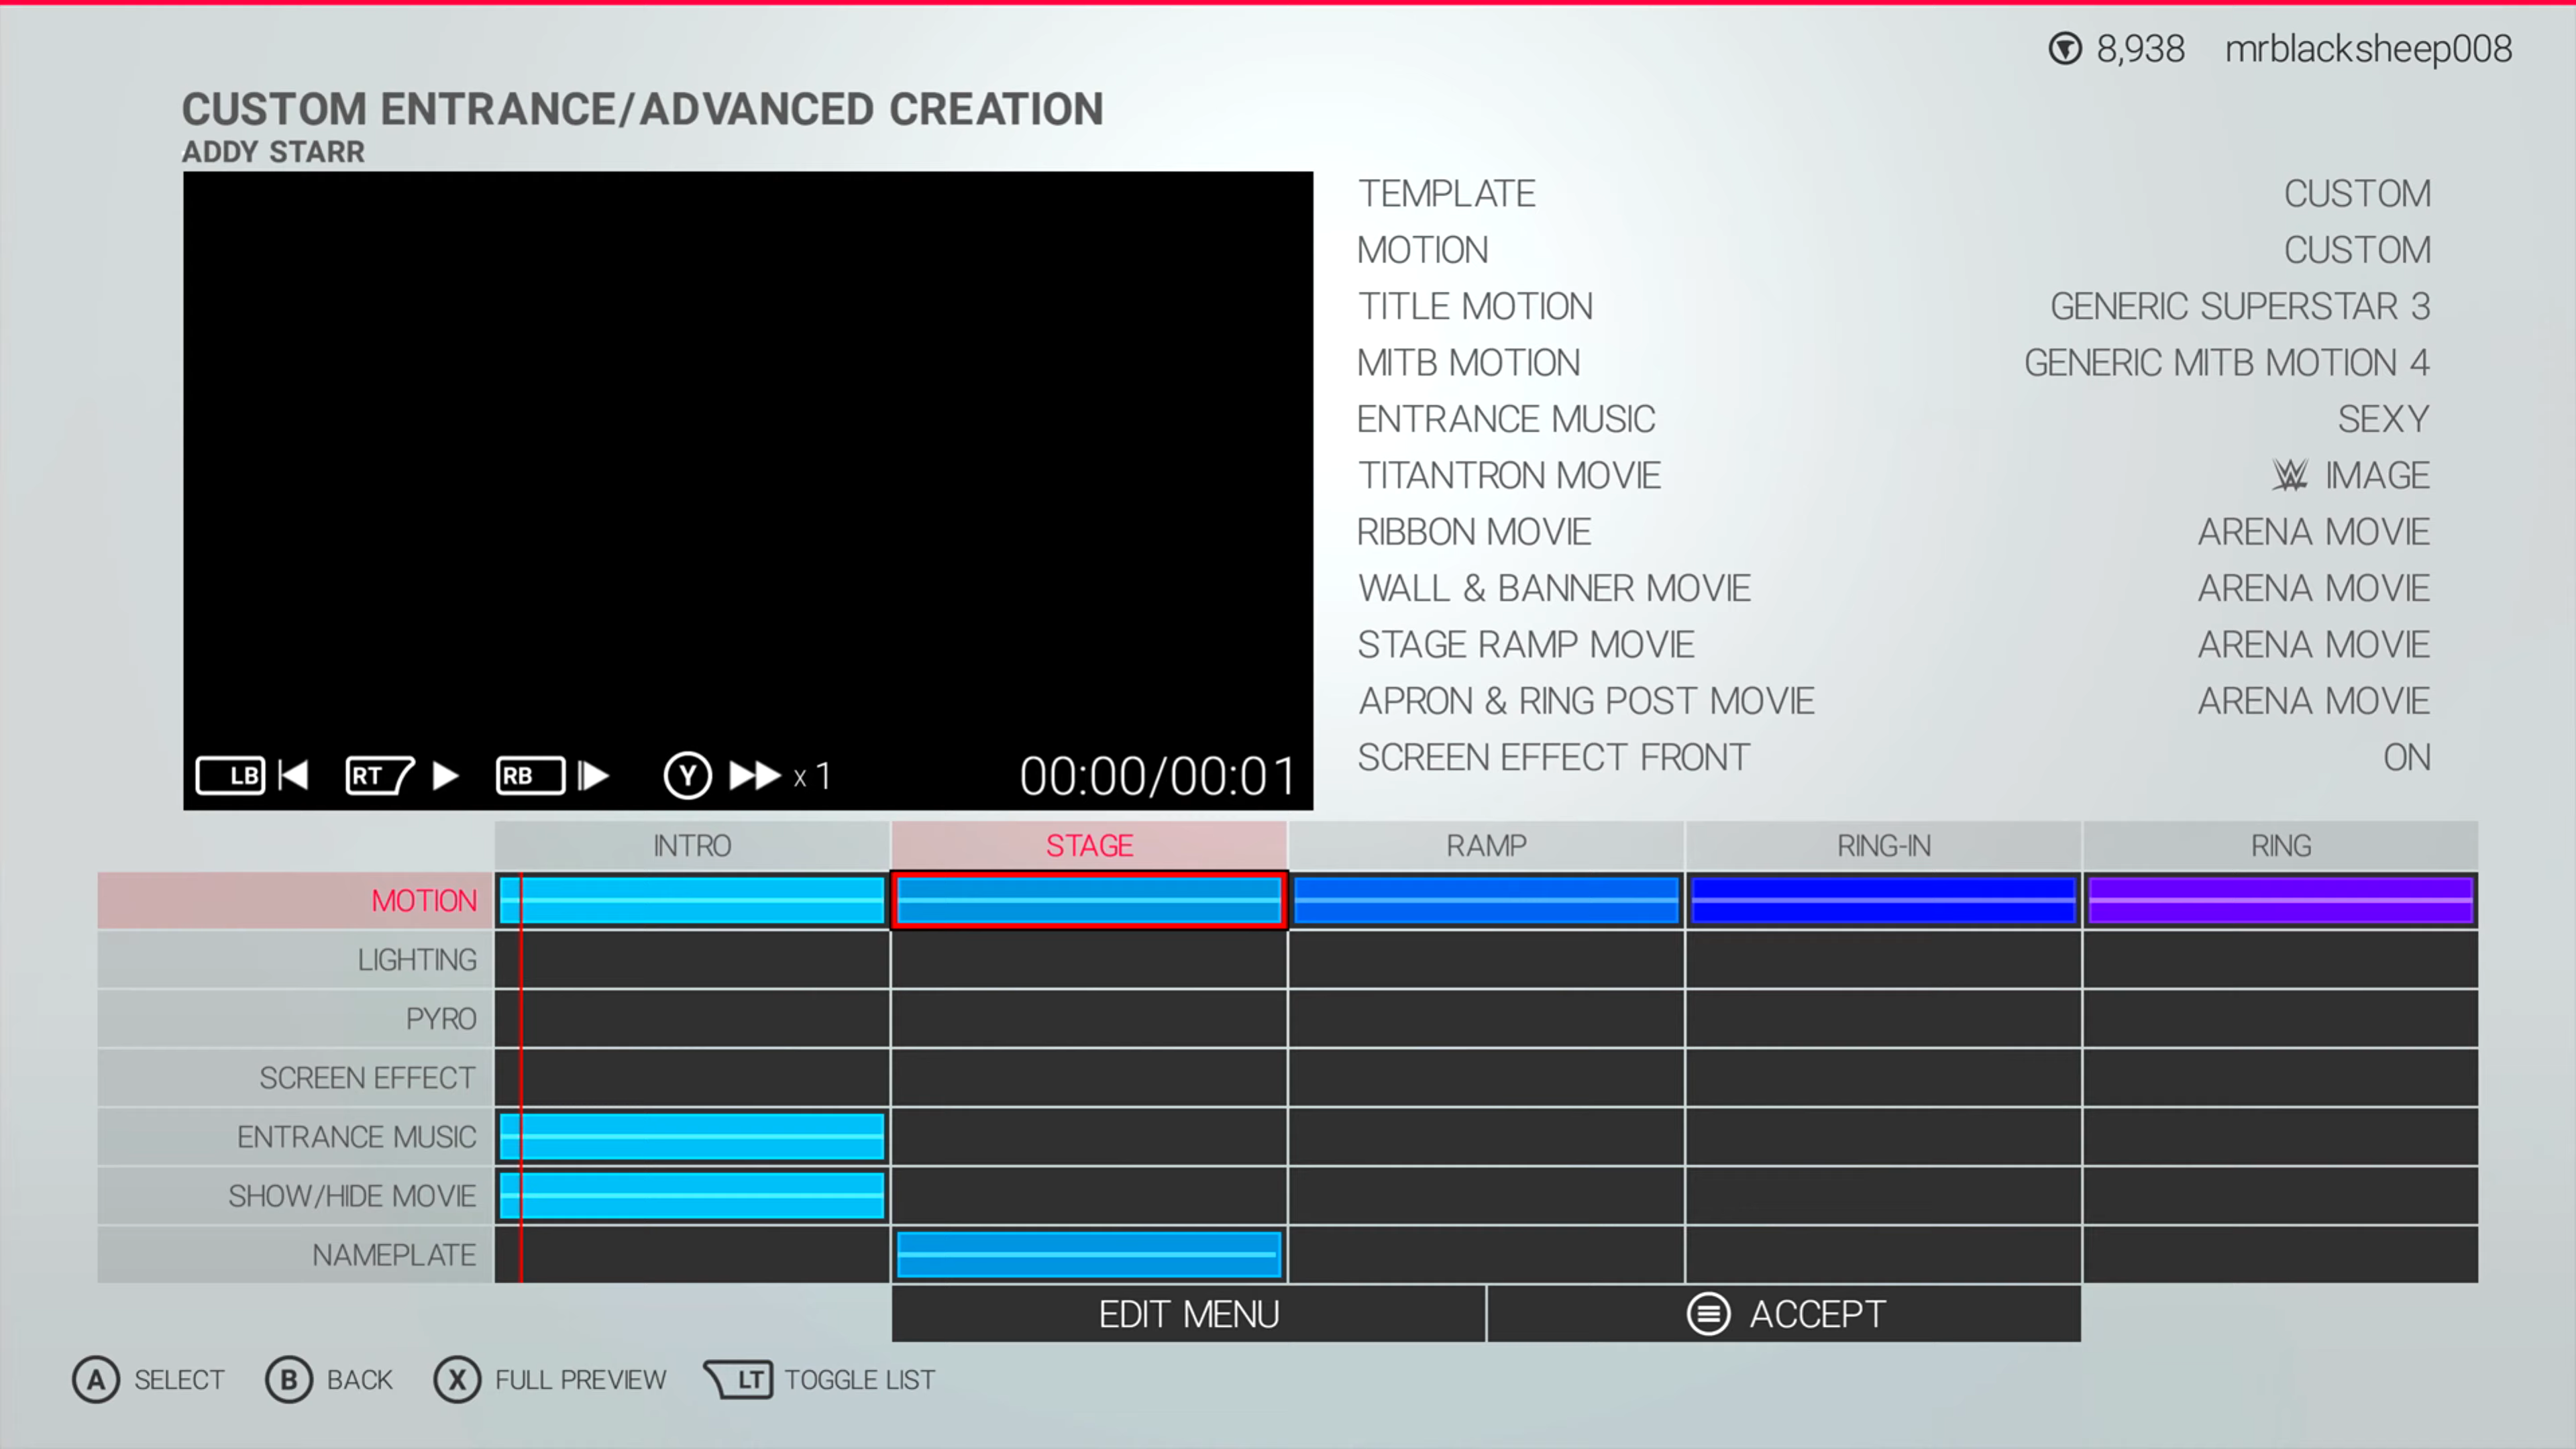 8,938 mrblacksheep008
CUSTOM ENTRANCE/ADVANCED CREATION
ADDY STARR
TEMPLATE CUSTOM
MOTION CUSTOM
TITLE MOTION GENERIC SUPERSTAR 3
MITB MOTION GENERIC MITB MOTION 4
ENTRANCE MUSIC SEXY
TITANTRON MOVIE W IMAGE
RIBBON MOVIE ARENA MOVIE
WALL & BANNER MOVIE ARENA MOVIE
STAGE RAMP MOVIE ARENA MOVIE
APRON & RING POST MOVIE ARENA MOVIE
SCREEN EFFECT FRONT ON
LB RT RB Y x 1 00:00/00:01
INTRO STAGE RAMP RING-IN RING
MOTION
LIGHTING
PYRO
SCREEN EFFECT
ENTRANCE MUSIC
SHOW/HIDE MOVIE
NAMEPLATE
EDIT MENU ACCEPT
A SELECT B BACK X FULL PREVIEW LT TOGGLE LIST